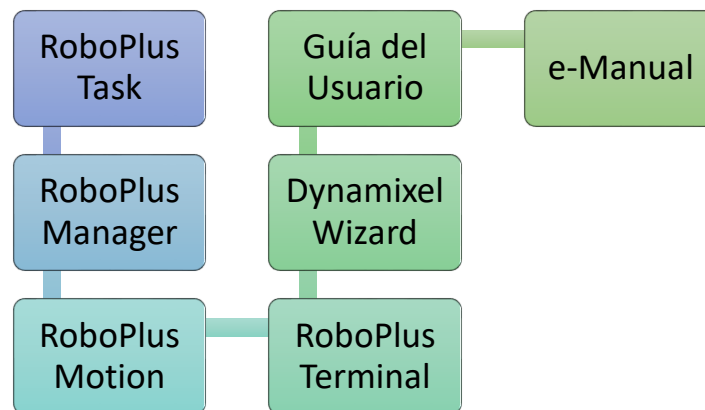 RoboPlus
Task
RoboPlus
Manager
RoboPlus
Motion
RoboPlus
Terminal
Dynamixel
Wizard
Guía del
Usuario
e-Manual